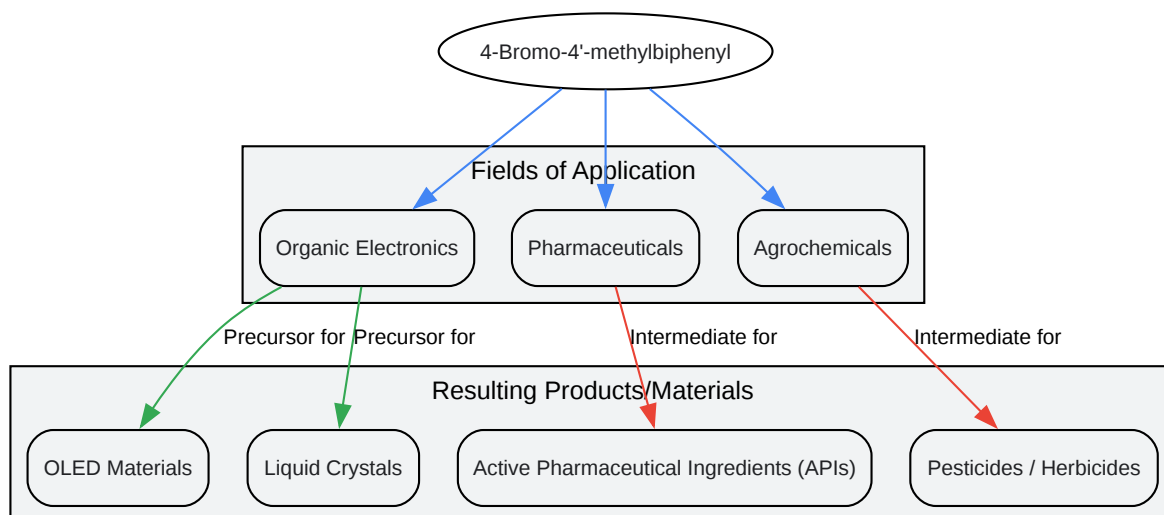 4-Bromo-4'-methylbiphenyl
Fields of Application
Organic Electronics
Pharmaceuticals
Agrochemicals
Precursor for
Precursor for
Intermediate for
Intermediate for
Resulting Products/Materials
OLED Materials
Liquid Crystals
Active Pharmaceutical Ingredients (APIs)
Pesticides / Herbicides